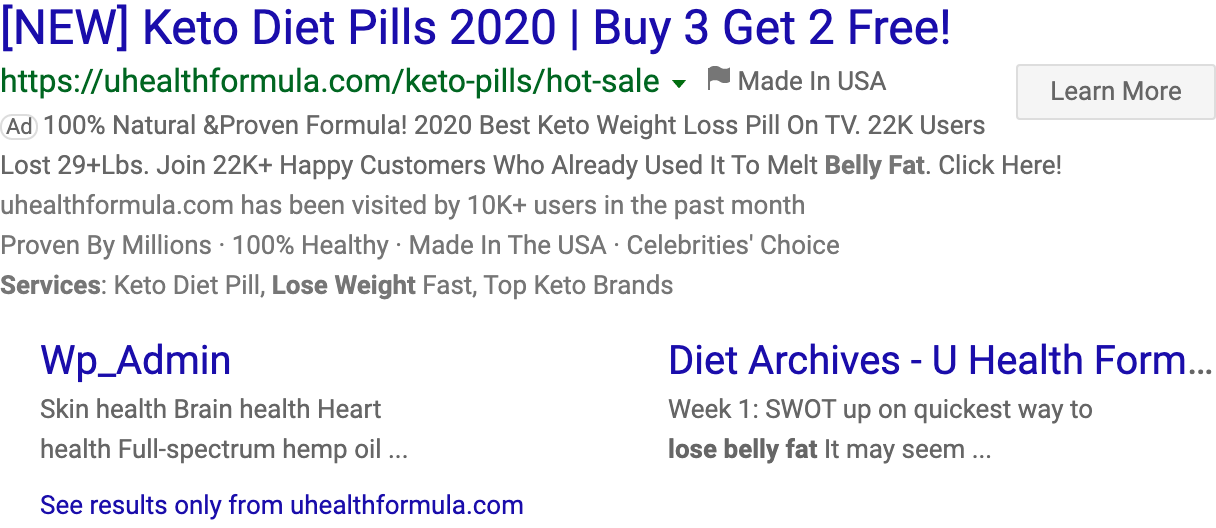 [NEW] Keto Diet Pills 2020 | Buy 3 Get 2 Free!
https://uhealthformula.com/keto-pills/hot-sale Made In USA
Learn More
Ad 100% Natural &Proven Formula! 2020 Best Keto Weight Loss Pill On TV. 22K Users
Lost 29+Lbs. Join 22K+ Happy Customers Who Already Used It To Melt Belly Fat. Click Here!
uhealthformula.com has been visited by 10K+ users in the past month
Proven By Millions · 100% Healthy · Made In The USA · Celebrities' Choice
Services: Keto Diet Pill, Lose Weight Fast, Top Keto Brands
Wp_Admin
Skin health Brain health Heart
health Full-spectrum hemp oil ...
Diet Archives - U Health Form...
Week 1: SWOT up on quickest way to
lose belly fat It may seem ...
See results only from uhealthformula.com